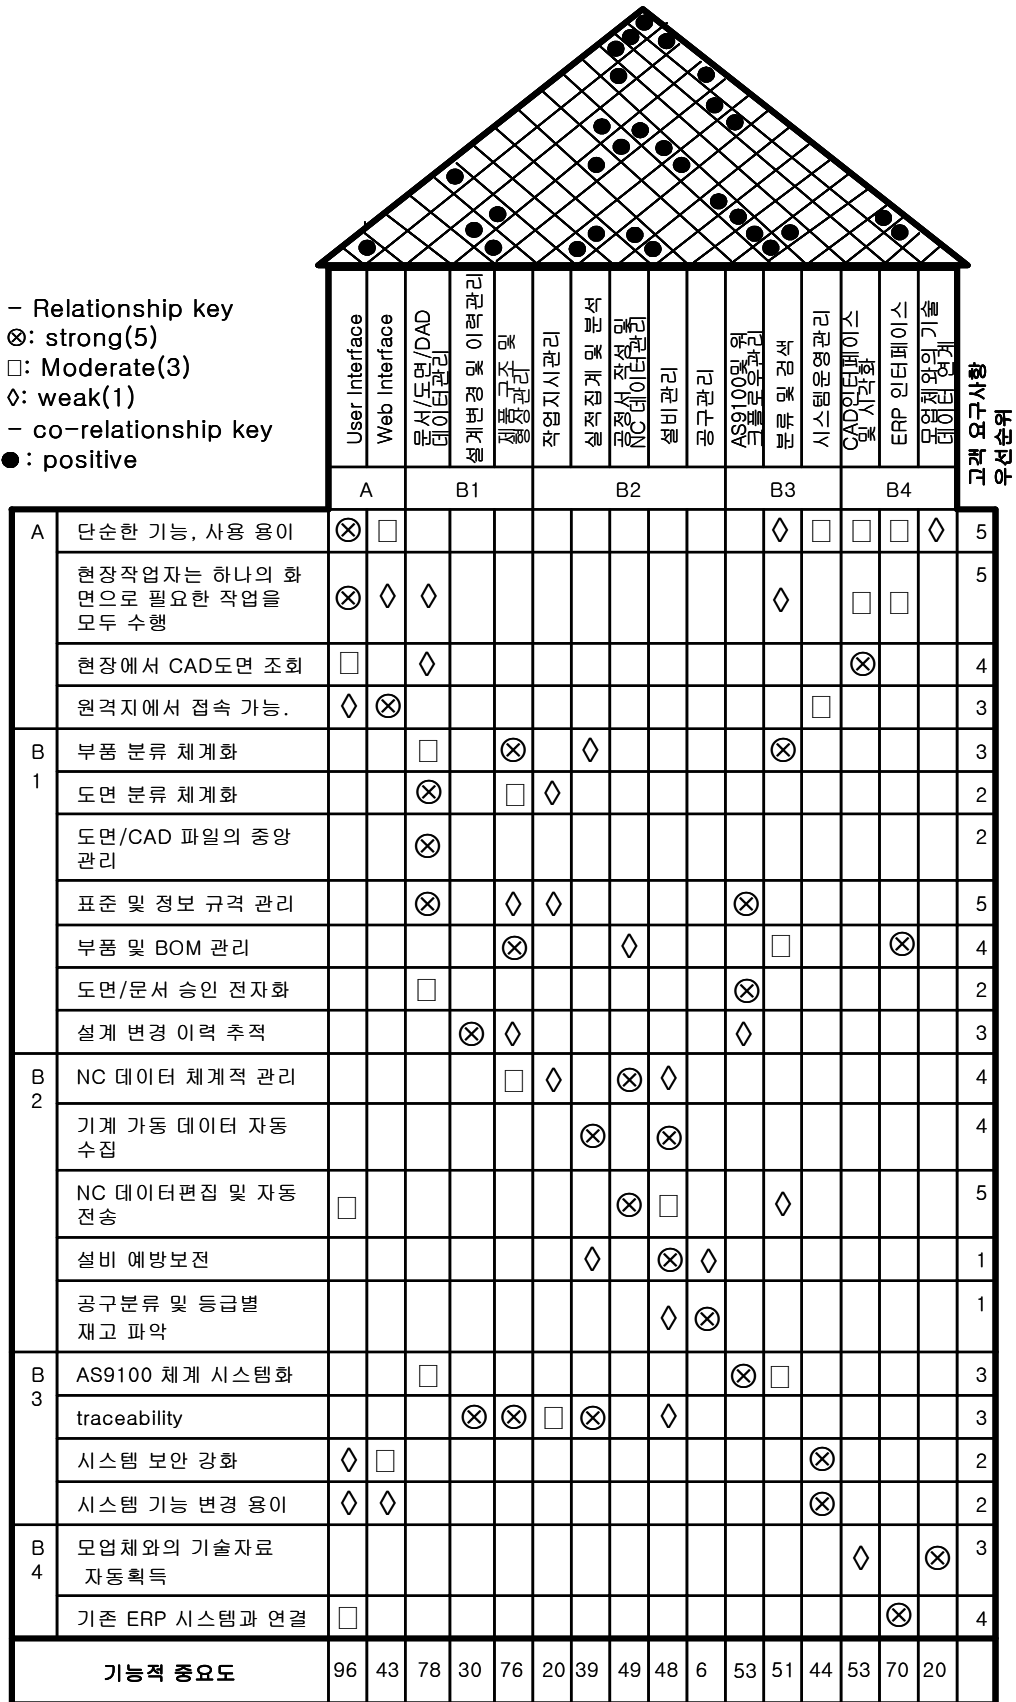 - Relationship key
⊗: strong(5)
□: Moderate(3)
◊: weak(1)
- co-relationship key
●: positive
User Interface
Web Interface
문서/도면/DAD
데이터관리
설계변경 및 이력관리
제품 구조 및
형상관리
작업지시관리
실적집계 및 분석
공정서 작성 및
NC 데이터관리
설비관리
공구관리
AS9100및 워
크플로우관리
분류 및 검색
시스템운영관리
CAD인터페이스
및 시각화
ERP 인터페이스
모업체와의 기술
데이터 연계
고객 요구사항
우선순위
A B1 B2 B3 B4
A 단순한 기능, 사용 용이 ⊗ □ ◊ □ □ □ ◊ 5
현장작업자는 하나의 화 5
면으로 필요한 작업을 ⊗ ◊ ◊ ◊ □ □
모두 수행
현장에서 CAD도면 조회 □ ◊ ⊗ 4
원격지에서 접속 가능. ◊ ⊗ □ 3
B 부품 분류 체계화 □ ⊗ ◊ ⊗ 3
1
도면 분류 체계화 ⊗ □ ◊ 2
도면/CAD 파일의 중앙 ⊗ 2
관리
표준 및 정보 규격 관리 ⊗ ◊ ◊ ⊗ 5
부품 및 BOM 관리 ⊗ ◊ □ ⊗ 4
도면/문서 승인 전자화 □ ⊗ 2
설계 변경 이력 추적 ⊗ ◊ ◊ 3
B NC 데이터 체계적 관리 □ ◊ ⊗ ◊ 4
2
기계 가동 데이터 자동 ⊗ ⊗ 4
수집
NC 데이터편집 및 자동 □ ⊗ □ ◊ 5
전송
설비 예방보전 ◊ ⊗ ◊ 1
공구분류 및 등급별 ◊ ⊗ 1
재고 파악
B AS9100 체계 시스템화 □ ⊗ □ 3
3
traceability ⊗ ⊗ □ ⊗ ◊ 3
시스템 보안 강화 ◊ □ ⊗ 2
시스템 기능 변경 용이 ◊ ◊ ⊗ 2
B 모업체와의 기술자료 ◊ ⊗ 3
4 자동획득
기존 ERP 시스템과 연결 □ ⊗ 4
기능적 중요도 96 43 78 30 76 20 39 49 48 6 53 51 44 53 70 20